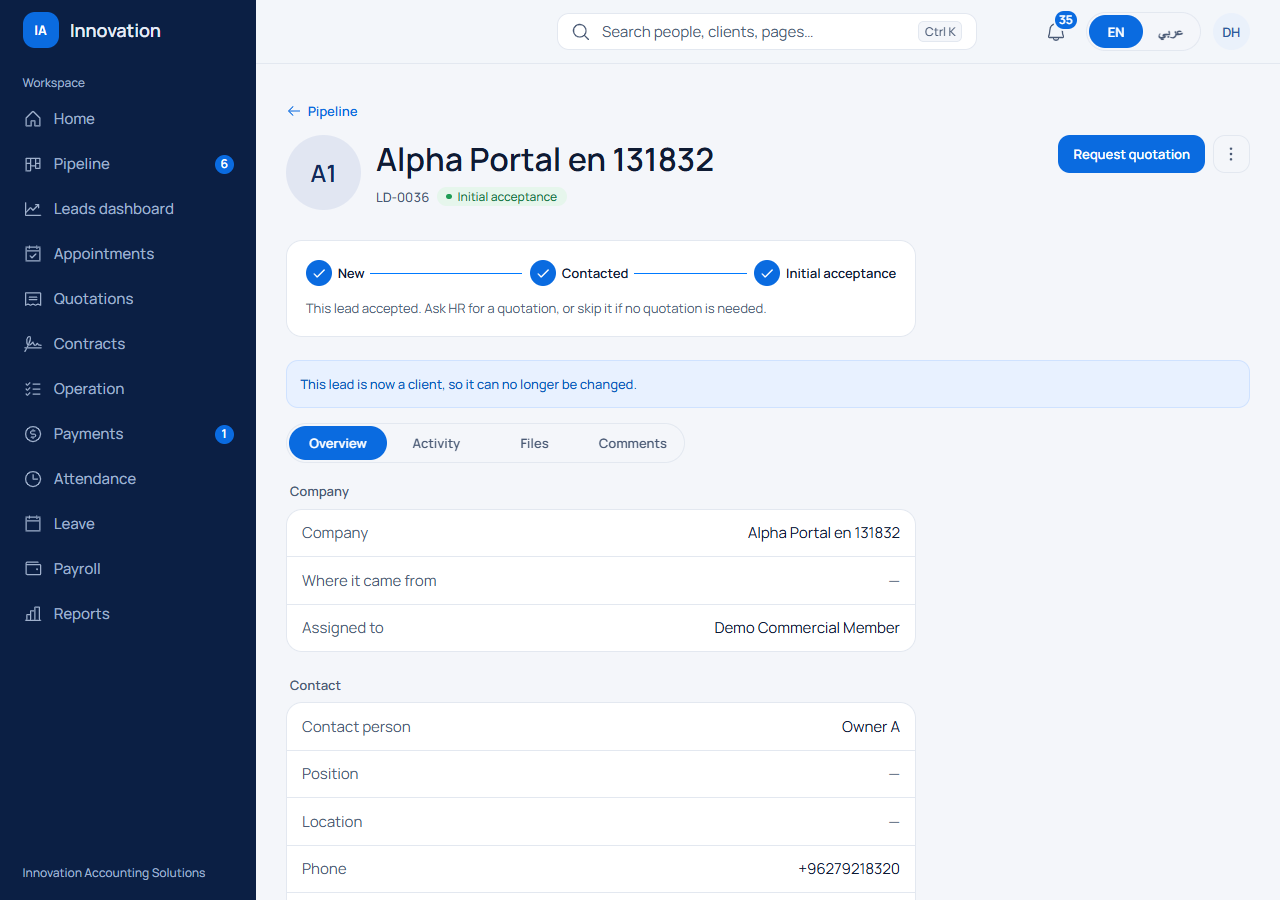 IA Innovation
Search people, clients, pages... Ctrl K
35
EN عربي
DH
Workspace
Home
Pipeline 6
Leads dashboard
Appointments
Quotations
Contracts
Operation
Payments 1
Attendance
Leave
Payroll
Reports
Innovation Accounting Solutions
← Pipeline
A1
Alpha Portal en 131832
LD-0036 Initial acceptance
Request quotation
New Contacted Initial acceptance
This lead accepted. Ask HR for a quotation, or skip it if no quotation is needed.
This lead is now a client, so it can no longer be changed.
Overview Activity Files Comments
Company
Company Alpha Portal en 131832
Where it came from —
Assigned to Demo Commercial Member
Contact
Contact person Owner A
Position —
Location —
Phone +96279218320